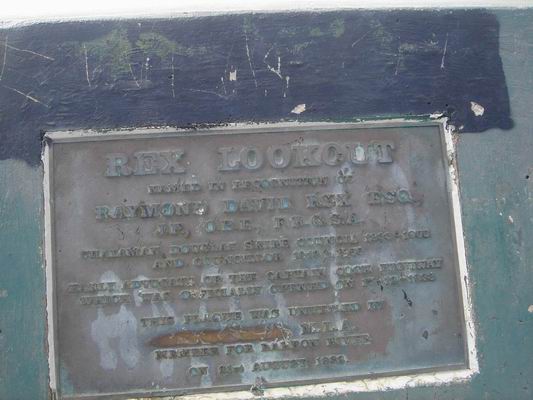 REX LOOKOUT
NAMED IN RECOGNITION OF
RAYMOND DAVID REX ESQ.,
J.P., O.B.E., F.R.G.S.A.
CHAIRMAN, DOUGLAS SHIRE COUNCIL
AND COUNCILLOR
EARLY ADVOCATE OF THE CAPTAIN COOK HIGHWAY
WHICH WAS OFFICIALLY OPENED ON
THIS PLAQUE WAS UNVEILED BY
M.L.A.
MEMBER FOR BARRON RIVER
ON 21st AUGUST